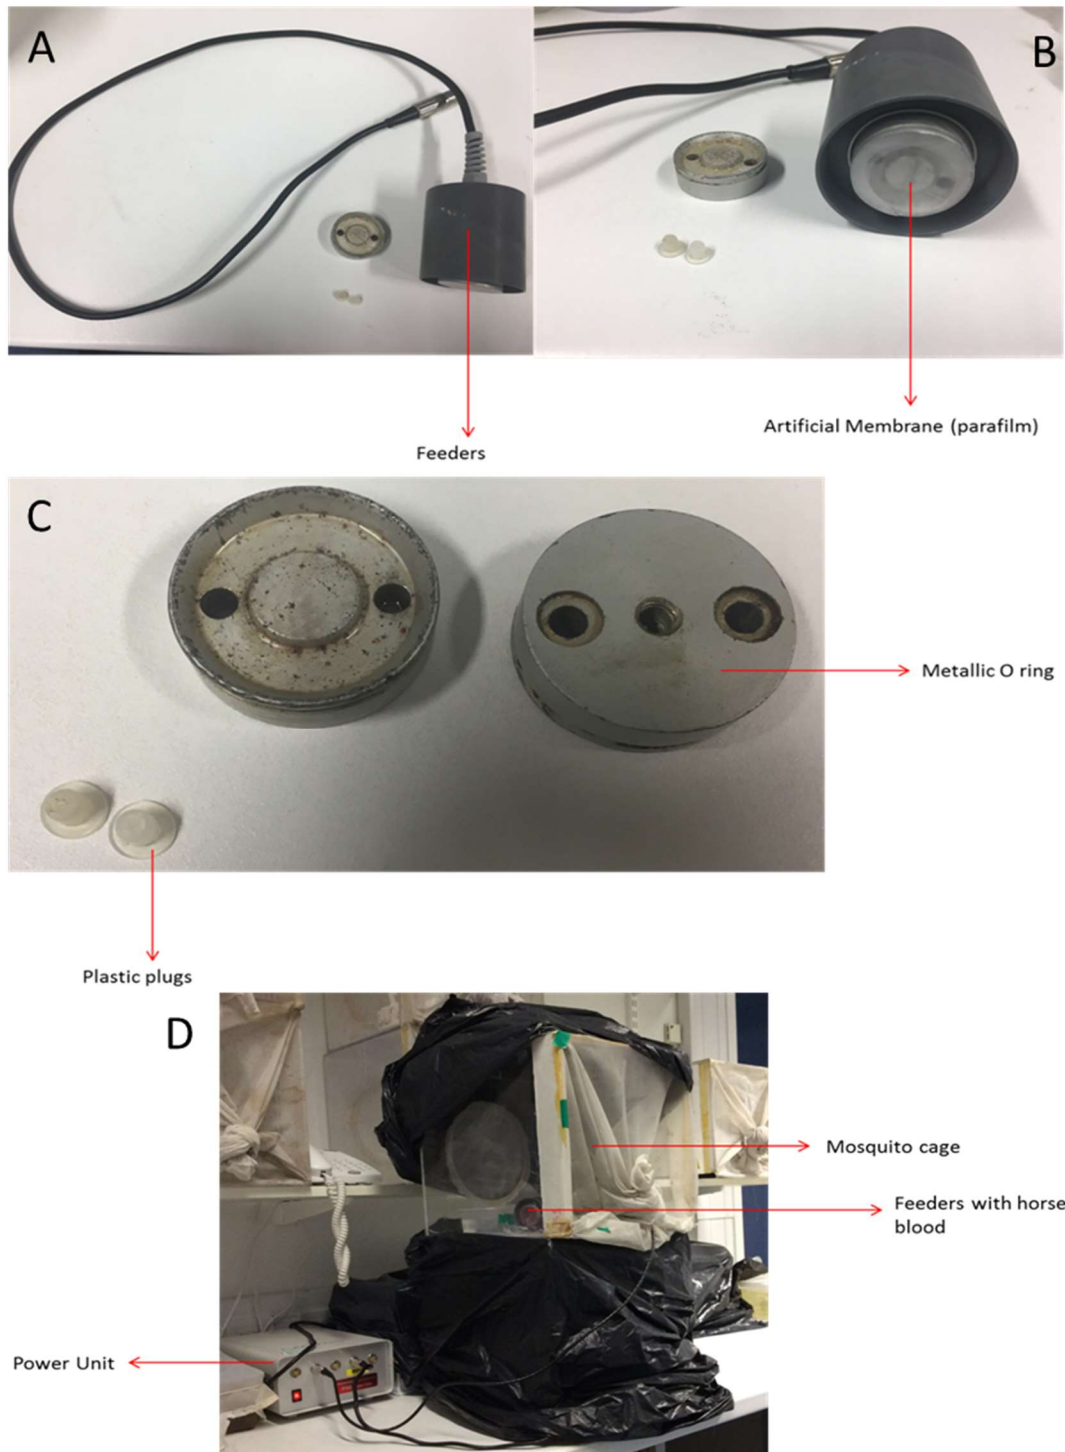 A
B
Feeders
Artificial Membrane (parafilm)
C
Metallic O ring
Plastic plugs
D
Mosquito cage
Feeders with horse
blood
Power Unit